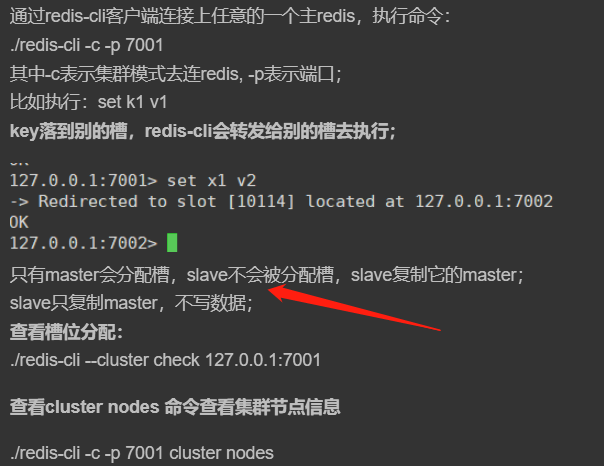 通过redis-cli客户端连接上任意的一个主redis，执行命令：
./redis-cli -c -p 7001
其中-c表示集群模式去连redis, -p表示端口；
比如执行：set k1 v1
key落到别的槽，redis-cli会转发给别的槽去执行；
127.0.0.1:7001> set x1 v2
-> Redirected to slot [10114] located at 127.0.0.1:7002
OK
127.0.0.1:7002>
只有master会分配槽，slave不会被分配槽，slave复制它的master；
slave只复制master，不写数据；
查看槽位分配：
./redis-cli --cluster check 127.0.0.1:7001
查看cluster nodes 命令查看集群节点信息
./redis-cli -c -p 7001 cluster nodes